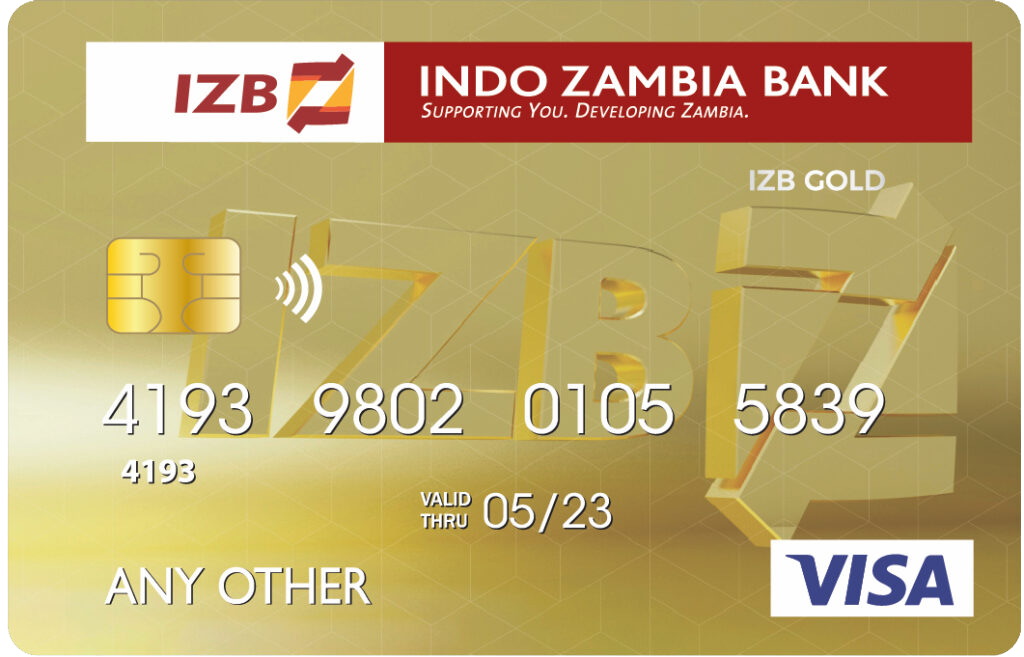 IZB
INDO ZAMBIA BANK
SUPPORTING YOU. DEVELOPING ZAMBIA.
IZB GOLD
IZB
4193 9802 0105 5839
4193
VALID THRU 05/23
ANY OTHER
VISA